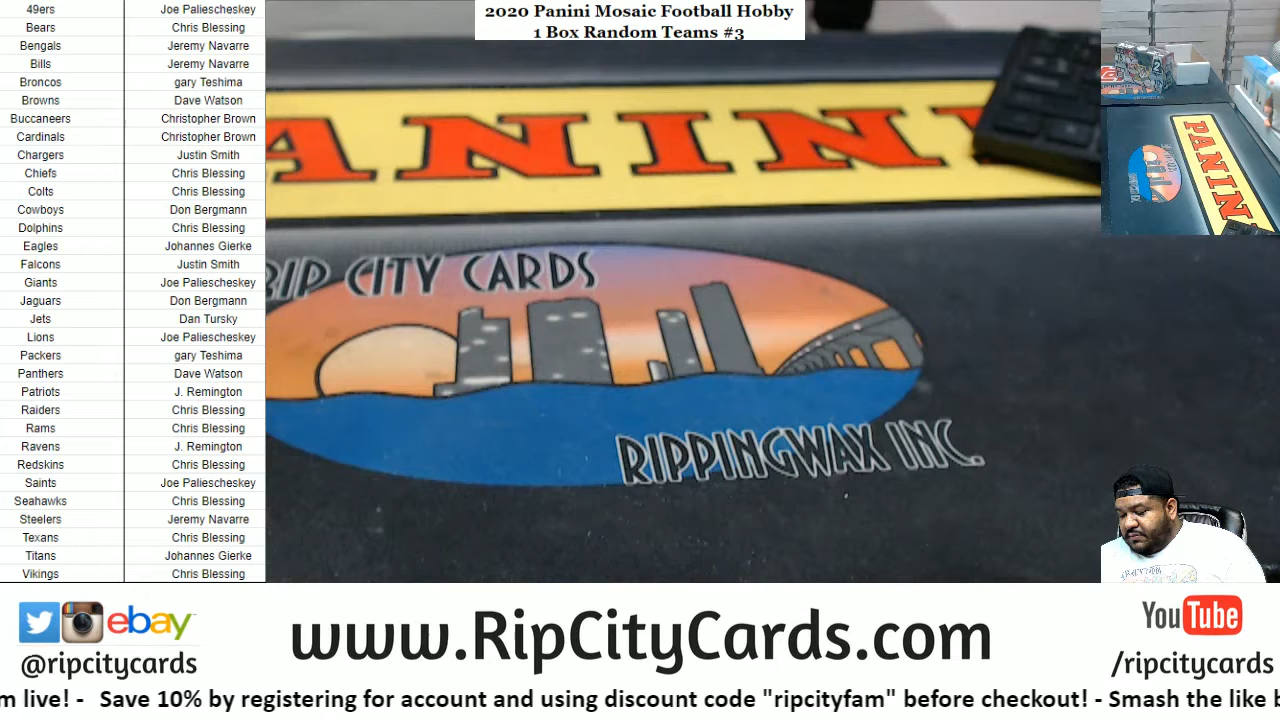 49ers Joe Paliescheskey
Bears Chris Blessing
Bengals Jeremy Navarre
Bills Jeremy Navarre
Broncos gary Teshima
Browns Dave Watson
Buccaneers Christopher Brown
Cardinals Christopher Brown
Chargers Justin Smith
Chiefs Chris Blessing
Colts Chris Blessing
Cowboys Don Bergmann
Dolphins Chris Blessing
Eagles Johannes Gierke
Falcons Justin Smith
Giants Joe Paliescheskey
Jaguars Don Bergmann
Jets Dan Tursky
Lions Joe Paliescheskey
Packers gary Teshima
Panthers Dave Watson
Patriots J. Remington
Raiders Chris Blessing
Rams Chris Blessing
Ravens J. Remington
Redskins Chris Blessing
Saints Joe Paliescheskey
Seahawks Chris Blessing
Steelers Jeremy Navarre
Texans Chris Blessing
Titans Johannes Gierke
Vikings Chris Blessing
2020 Panini Mosaic Football Hobby
1 Box Random Teams #3
ANINI
RIP CITY CARDS
RIPPINGWAX INC.
PANINI
ebay
@ripcitycards
www.RipCityCards.com
YouTube
/ripcitycards
m live! - Save 10% by registering for account and using discount code "ripcityfam" before checkout! - Smash the like b